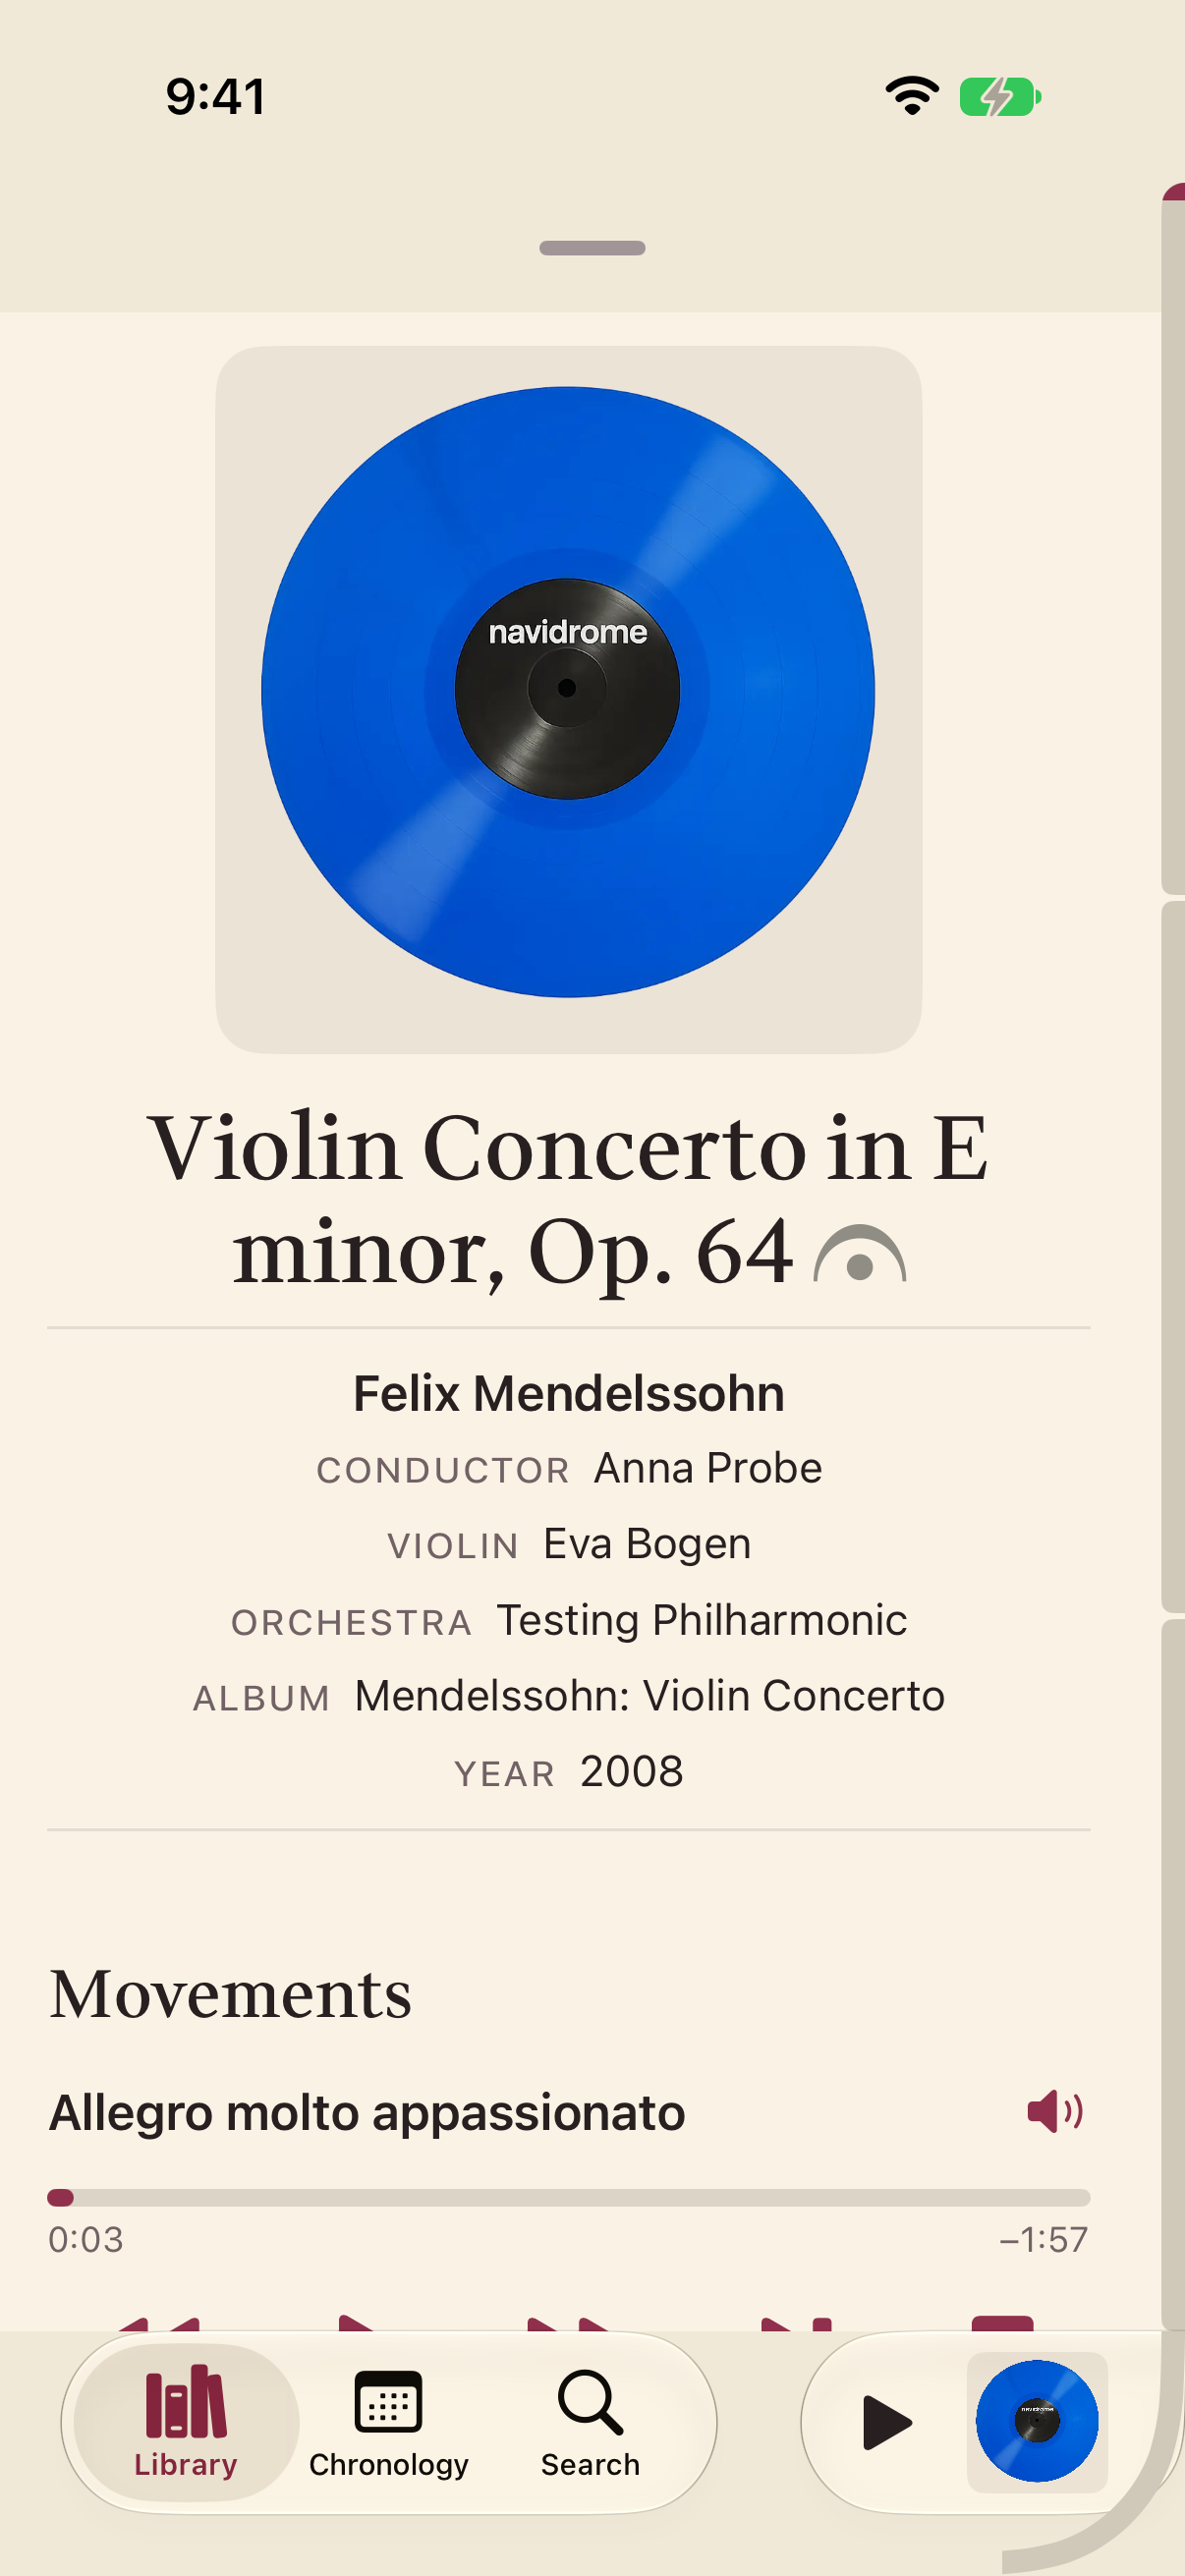 9:41
navidrome
Violin Concerto in E
minor, Op. 64
Felix Mendelssohn
CONDUCTOR Anna Probe
VIOLIN Eva Bogen
ORCHESTRA Testing Philharmonic
ALBUM Mendelssohn: Violin Concerto
YEAR 2008
Movements
Allegro molto appassionato
0:03 –1:57
Library Chronology Search
navidrome